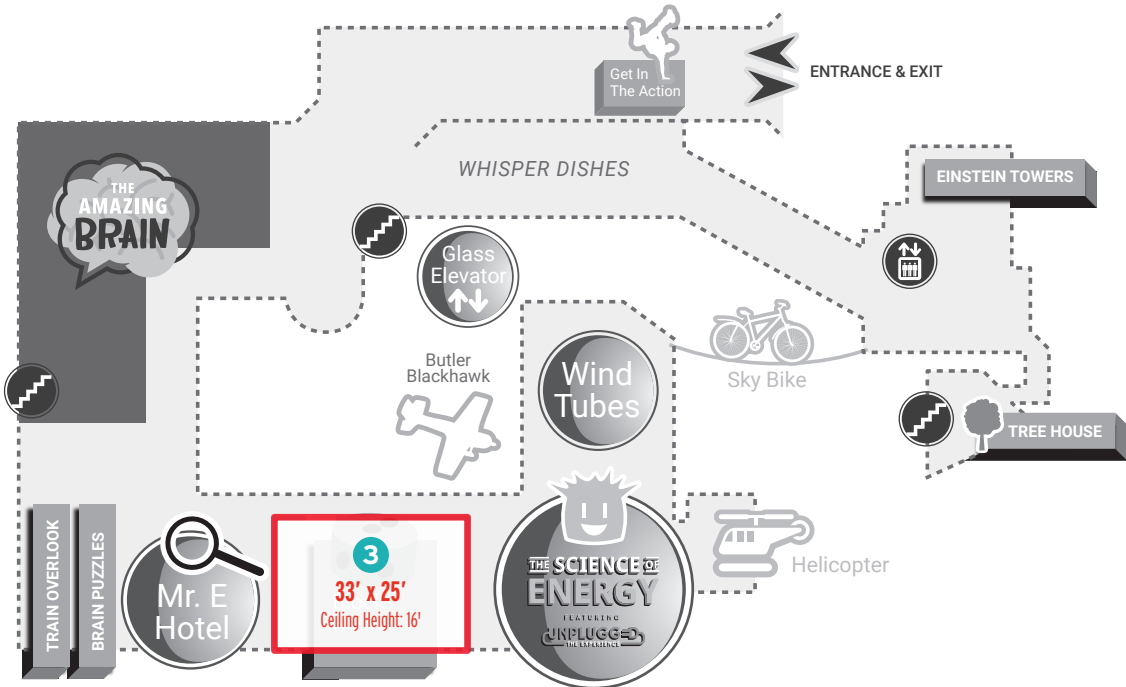 Get In
The Action
ENTRANCE & EXIT
WHISPER DISHES
EINSTEIN TOWERS
THE
AMAZING
BRAIN
Glass
Elevator
Butler
Blackhawk
Wind
Tubes
Sky Bike
TREE HOUSE
TRAIN OVERLOOK
BRAIN PUZZLES
Mr. E
Hotel
3
33’ x 25’
Ceiling Height: 16'
THE SCIENCE OF
ENERGY
FEATURING
UNPLUGGED
THE EXPERIENCE
Helicopter